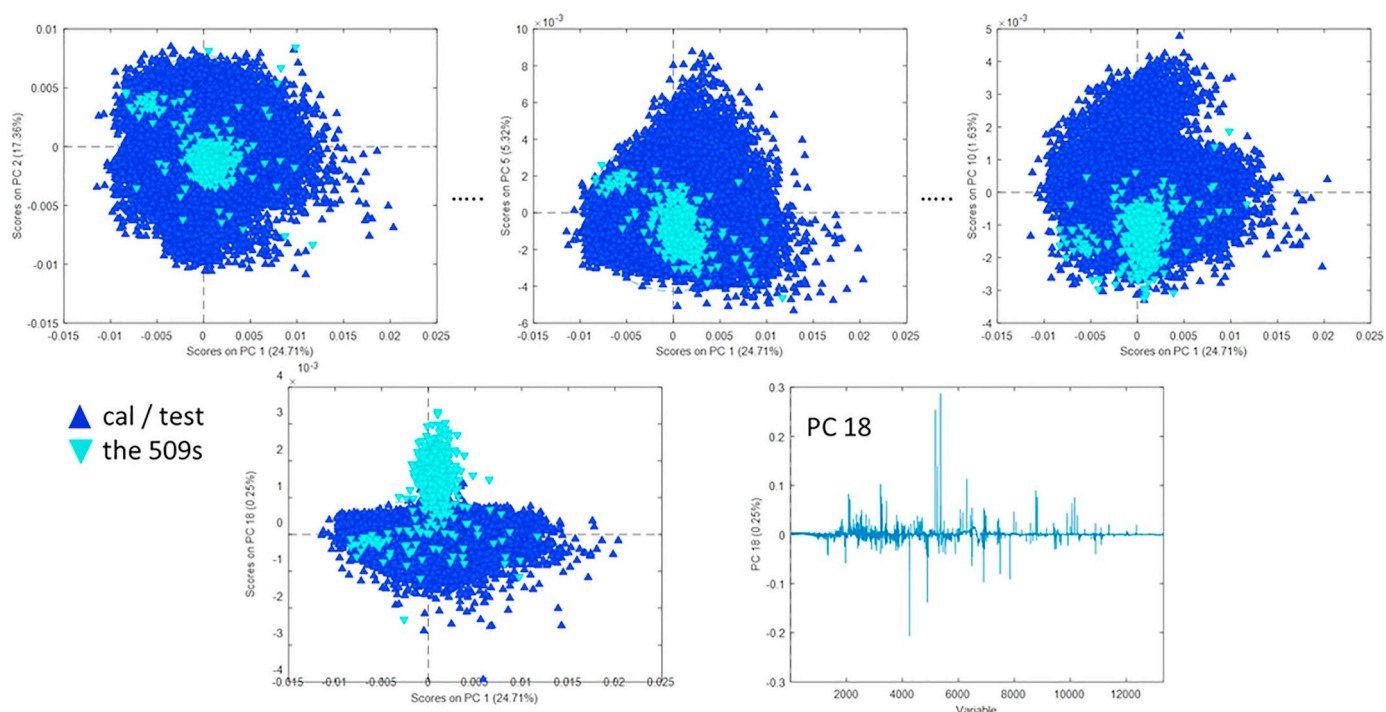 0.01
0.005
0
-0.005
-0.01
-0.015
Scores on PC 2 (17.36%)
-0.015 -0.01 -0.005 0 0.005 0.01 0.015 0.02 0.025
Scores on PC 1 (24.71%)
.....
×10⁻³
10
8
6
4
2
0
-2
-4
-6
Scores on PC 5 (5.32%)
-0.015 -0.01 -0.005 0 0.005 0.01 0.015 0.02 0.025
Scores on PC 1 (24.71%)
.....
×10⁻³
5
4
3
2
1
0
-1
-2
-3
-4
Scores on PC 10 (1.63%)
-0.015 -0.01 -0.005 0 0.005 0.01 0.015 0.02 0.025
Scores on PC 1 (24.71%)
cal / test
the 509s
4 ×10⁻³
3
2
1
0
-1
-2
-3
-4
Scores on PC 18 (0.25%)
-0.015 -0.01 -0.005 0 0.005 0.01 0.015 0.02 0.025
Scores on PC 1 (24.71%)
PC 18
0.3
0.2
0.1
0
-0.1
-0.2
-0.3
PC 18 (0.25%)
2000 4000 6000 8000 10000 12000
Variable